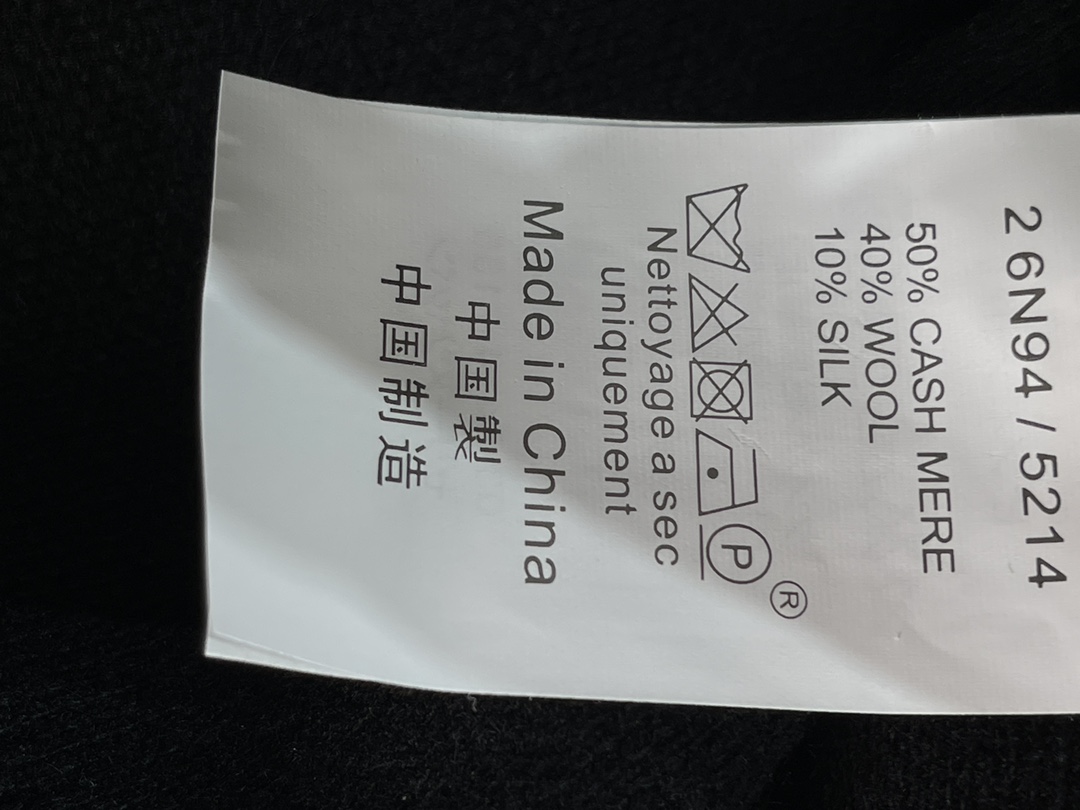 2 6N94 / 5214
50% CASH MERE
40% WOOL
10% SILK
P ®
Nettoyage a sec
uniquement
Made in China
中国製
中国制造